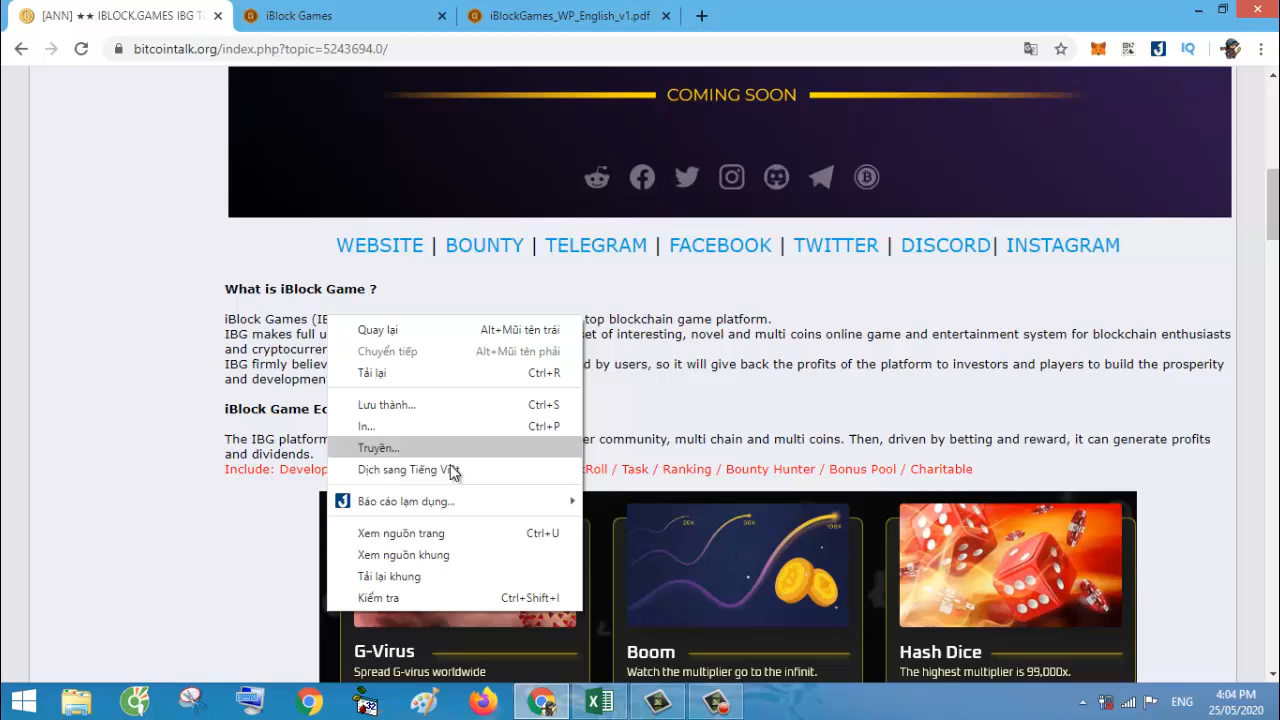 [ANN] ★★ IBLOCK.GAMES IBG T
iBlock Games
iBlockGames_WP_English_v1.pdf
bitcointalk.org/index.php?topic=5243694.0/
IQ
COMING SOON
WEBSITE | BOUNTY | TELEGRAM | FACEBOOK | TWITTER | DISCORD| INSTAGRAM
What is iBlock Game ?
iBlock Games (IB top blockchain game platform.
IBG makes full u set of interesting, novel and multi coins online game and entertainment system for blockchain enthusiasts
and cryptocurre
IBG firmly believ d by users, so it will give back the profits of the platform to investors and players to build the prosperity
and development
iBlock Game Ec
The IBG platform er community, multi chain and multi coins. Then, driven by betting and reward, it can generate profits
and dividends.
Include: Develop xRoll / Task / Ranking / Bounty Hunter / Bonus Pool / Charitable
Quay lại Alt+Mũi tên trái
Chuyển tiếp Alt+Mũi tên phải
Tải lại Ctrl+R
Lưu thành... Ctrl+S
In... Ctrl+P
Truyền...
Dịch sang Tiếng Việt
Báo cáo lạm dụng...
Xem nguồn trang Ctrl+U
Xem nguồn khung
Tải lại khung
Kiểm tra Ctrl+Shift+I
G-Virus
Spread G-virus worldwide
Boom
Watch the multiplier go to the infinit.
Hash Dice
The highest multiplier is 99,000x.
ENG
4:04 PM
25/05/2020